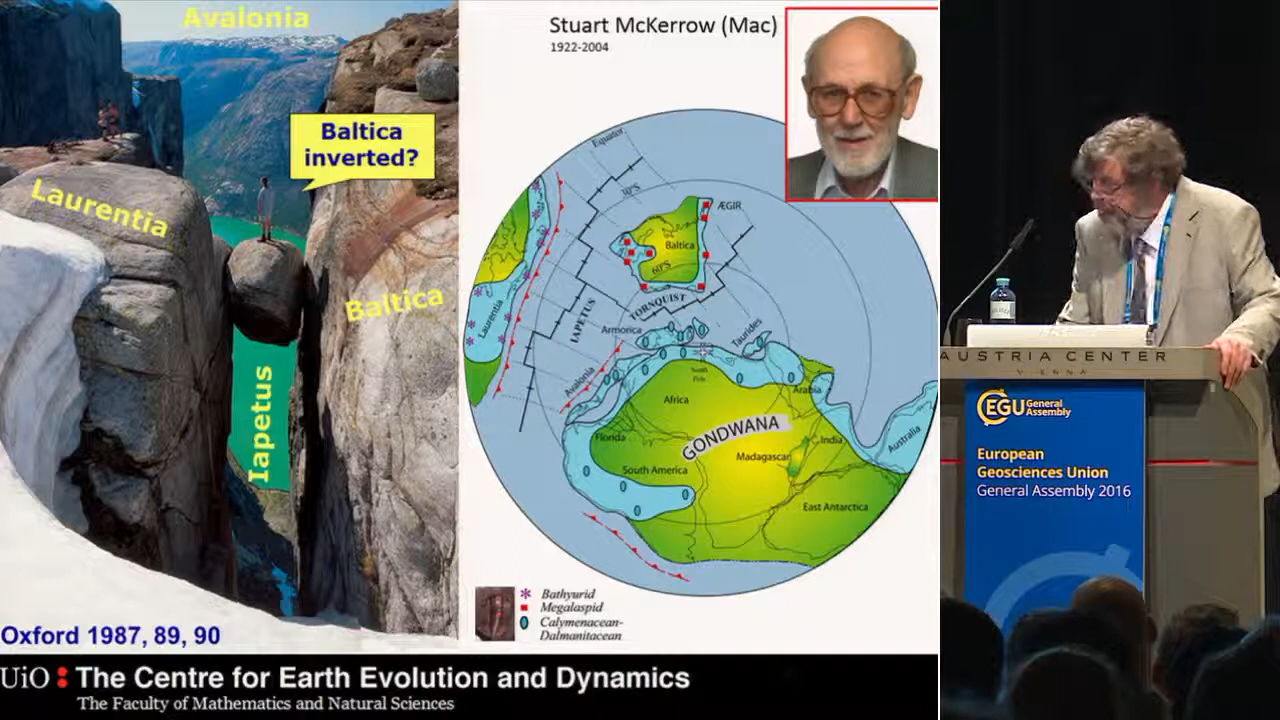 Avalonia
Baltica
inverted?
Laurentia
Baltica
Iapetus
Oxford 1987, 89, 90
Stuart McKerrow (Mac)
1922-2004
Equator
30°S
ÆGIR
Baltica
60°S
IAPETUS
TORNQUIST
Laurentia
Armorica
Taurides
Avalonia
South
Pole
Africa
Arabia
Florida
GONDWANA
India
Australia
South America
Madagascar
East Antarctica
Bathyurid
Megalaspid
Calymenacean-
Dalmanitacean
UiO: The Centre for Earth Evolution and Dynamics
The Faculty of Mathematics and Natural Sciences
AUSTRIA CENTER
VIENNA
EGU General
Assembly
European
Geosciences Union
General Assembly 2016